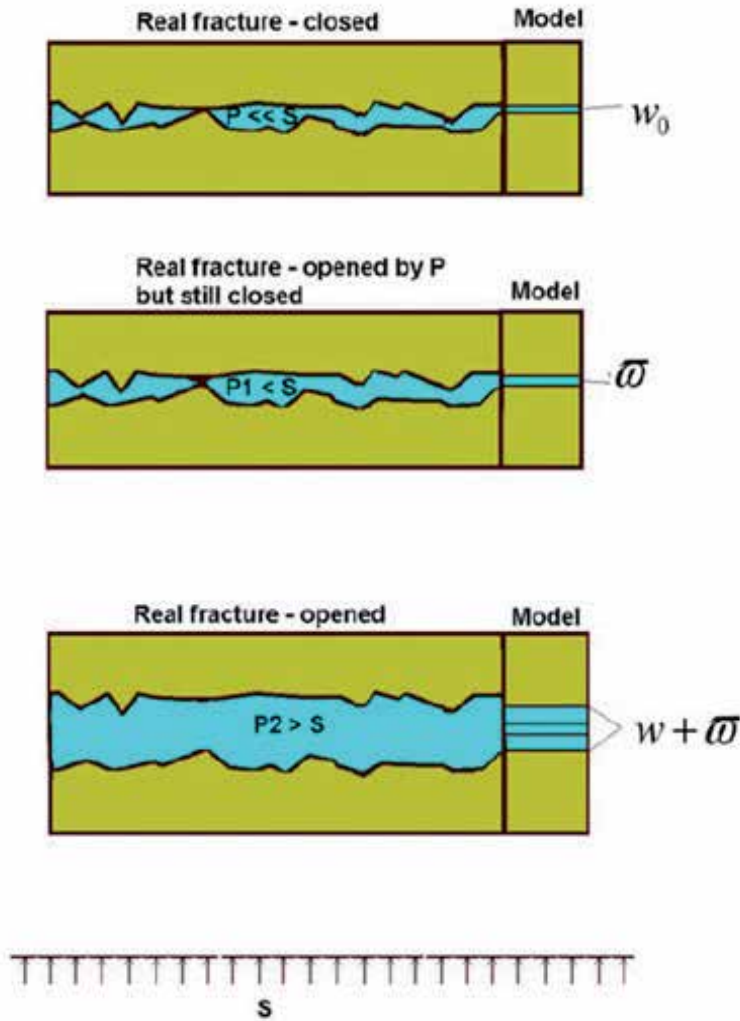 Real fracture - closed Model
P << S
w₀
Real fracture - opened by P
but still closed Model
P1 < S
ϖ
Real fracture - opened Model
P2 > S
w + ϖ
S